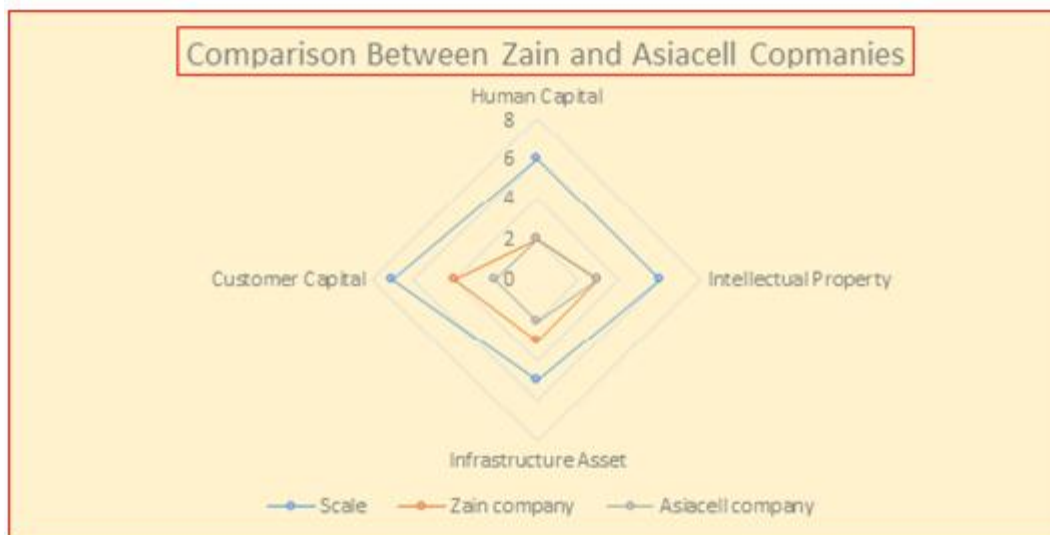 Comparison Between Zain and Asiacell Copmanies
Human Capital
8
6
4
2
0
Customer Capital
Intellectual Property
Infrastructure Asset
Scale
Zain company
Asiacell company